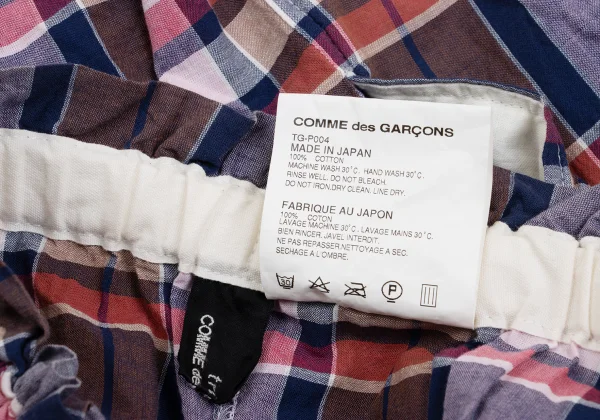 COMME des GARÇONS
TG-P004
MADE IN JAPAN
100% COTTON
MACHINE WASH 30°C. HAND WASH 30°C.
RINSE WELL. DO NOT BLEACH.
DO NOT IRON.DRY CLEAN. LINE DRY.
FABRIQUE AU JAPON
100% COTON
LAVAGE MACHINE 30°C. LAVAGE MAINS 30°C.
BIEN RINCER. JAVEL INTERDIT.
NE PAS REPASSER.NETTOYAGE A SEC.
SECHAGE A L'OMBRE.
30
P
COMME de